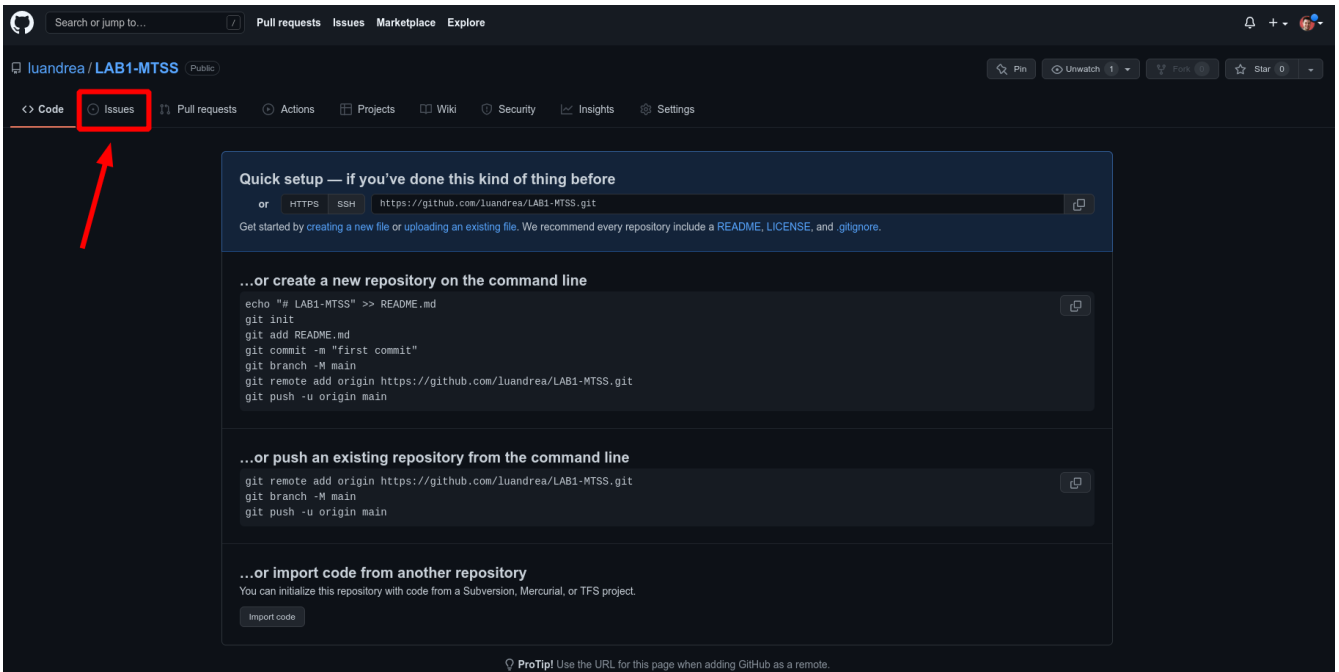 Search or jump to... / Pull requests Issues Marketplace Explore
luandrea / LAB1-MTSS Public Pin Unwatch 1 Fork 0 Star 0
<> Code Issues Pull requests Actions Projects Wiki Security Insights Settings
Quick setup — if you've done this kind of thing before
or HTTPS SSH https://github.com/luandrea/LAB1-MTSS.git
Get started by creating a new file or uploading an existing file. We recommend every repository include a README, LICENSE, and .gitignore.
…or create a new repository on the command line
echo "# LAB1-MTSS" >> README.md
git init
git add README.md
git commit -m "first commit"
git branch -M main
git remote add origin https://github.com/luandrea/LAB1-MTSS.git
git push -u origin main
…or push an existing repository from the command line
git remote add origin https://github.com/luandrea/LAB1-MTSS.git
git branch -M main
git push -u origin main
…or import code from another repository
You can initialize this repository with code from a Subversion, Mercurial, or TFS project.
Import code
ProTip! Use the URL for this page when adding GitHub as a remote.